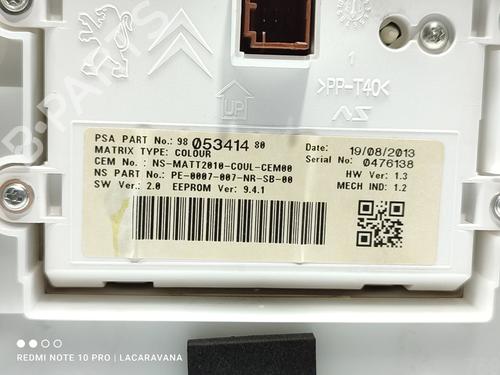 1
>PP-T40<
UP
PSA PART No.: 98 053414 80
MATRIX TYPE: COLOUR
CEM No. : NS-MATT2010-COUL-CEM00
NS PART No.: PE-0007-007-NR-SB-00
SW Ver.: 2.0 EEPROM Ver: 9.4.1
Date: 19/08/2013
Serial No: 0476138
HW Ver: 1.3
MECH IND: 1.2
B-PARTS
REDMI NOTE 10 PRO | LACARAVANA